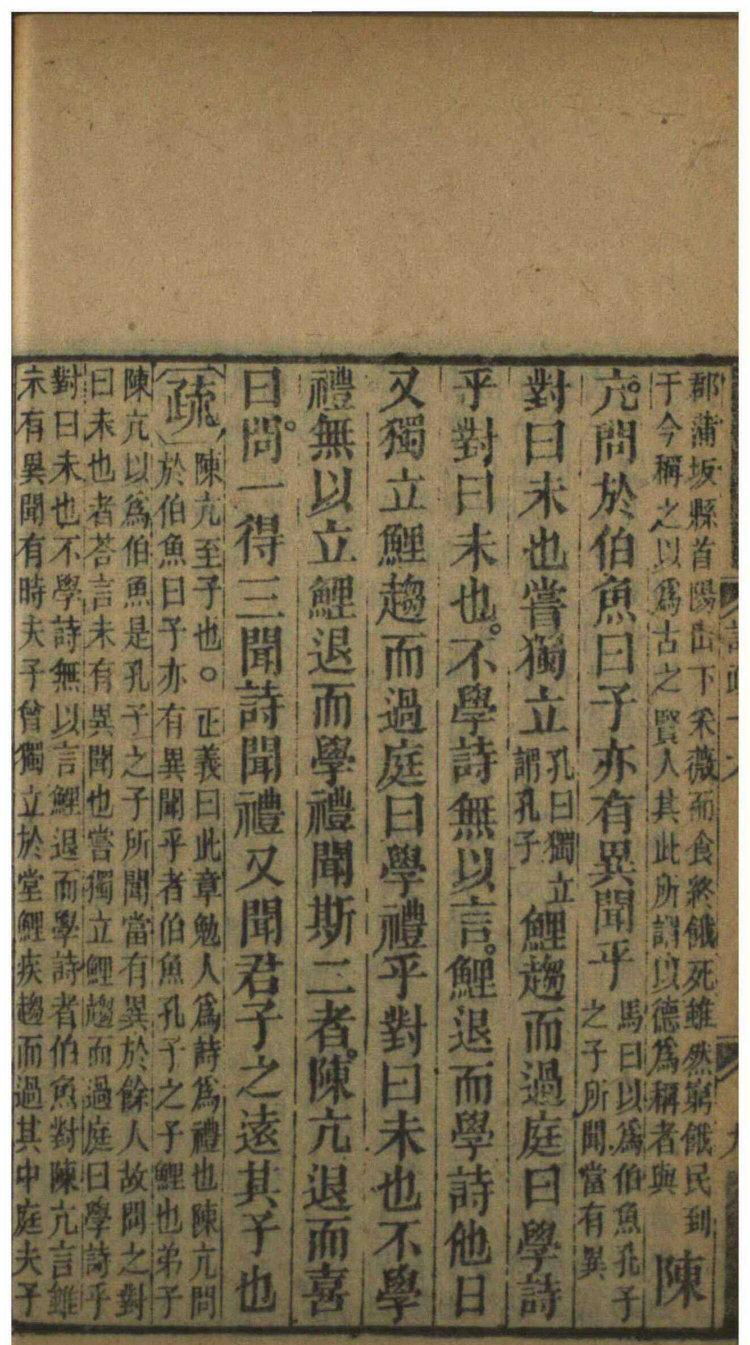 郡蒲坂縣首陽山下采薇而食終餓死雖然窮餓民到
于今稱之以爲古之賢人其此所謂以德爲稱者與
陳
亢問於伯魚曰子亦有異聞乎
馬曰以爲伯魚孔子
之子所聞當有異
對曰未也嘗獨立
孔曰獨立
謂孔子
鯉趨而過庭曰學詩
乎對曰未也不學詩無以言鯉退而學詩他日
又獨立鯉趨而過庭曰學禮乎對曰未也不學
禮無以立鯉退而學禮聞斯二者陳亢退而喜
曰問一得三聞詩聞禮又聞君子之遠其子也
疏
陳亢至子也○正義曰此章勉人爲詩爲禮也陳亢問
於伯魚曰子亦有異聞乎者伯魚孔子之子鯉也弟子
陳亢以爲伯魚是孔子之子所聞當有異於餘人故問之對
曰未也者荅言未有異聞也嘗獨立鯉趨而過庭曰學詩乎
對曰未也不學詩無以言鯉退而學詩者伯魚對陳亢言雖
未有異聞有時夫子曾獨立於堂鯉疾趨而過其中庭夫子